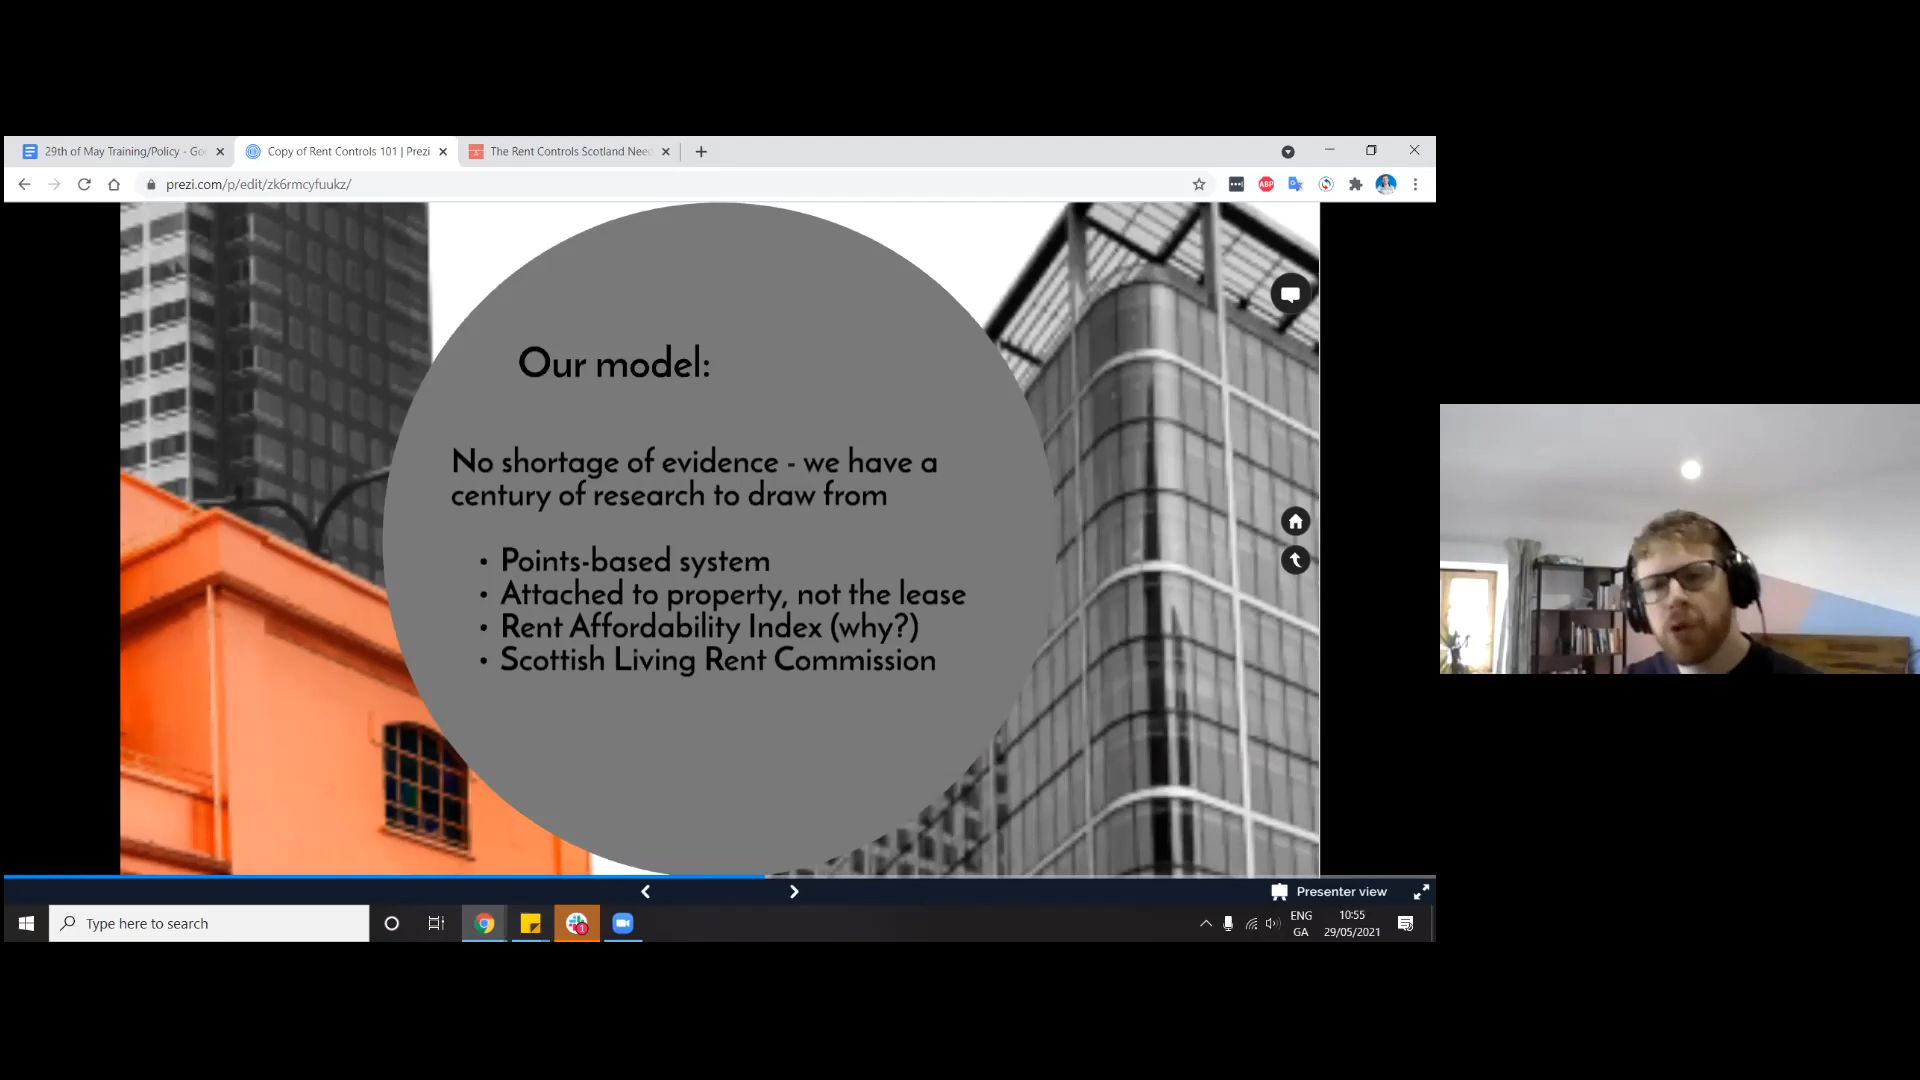 29th of May Training/Policy - Go
Copy of Rent Controls 101 | Prezi
The Rent Controls Scotland Need
prezi.com/p/edit/zk6rmcyfuukz/
ABP
Our model:
No shortage of evidence - we have a
century of research to draw from
• Points-based system
• Attached to property, not the lease
• Rent Affordability Index (why?)
• Scottish Living Rent Commission
Presenter view
Type here to search
1
ENG
GA
10:55
29/05/2021